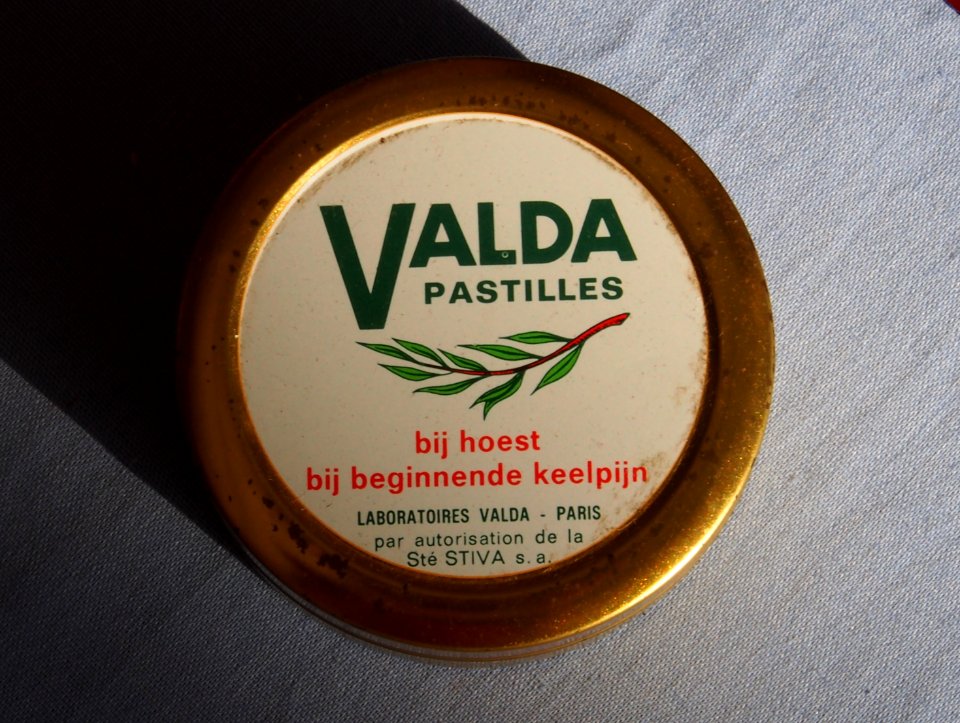 VALDA
PASTILLES
bij hoest
bij beginnende keelpijn
LABORATOIRES VALDA - PARIS
par autorisation de la
Sté STIVA s.a.